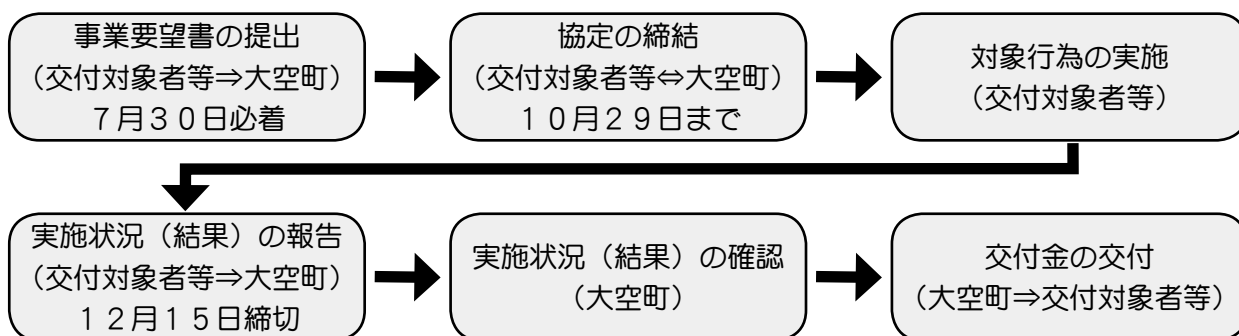 事業要望書の提出
（交付対象者等⇒大空町）
７月３０日必着
協定の締結
（交付対象者等⇔大空町）
１０月２９日まで
対象行為の実施
（交付対象者等）
実施状況（結果）の報告
（交付対象者等⇒大空町）
１２月１５日締切
実施状況（結果）の確認
（大空町）
交付金の交付
（大空町⇒交付対象者等）